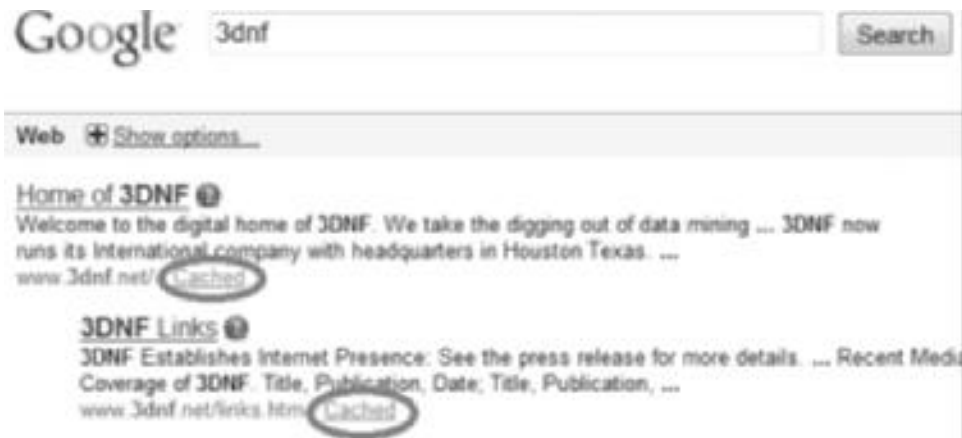 Google 3dnf Search
Web Show options...
Home of 3DNF
Welcome to the digital home of 3DNF. We take the digging out of data mining ... 3DNF now
runs its International company with headquarters in Houston Texas. ...
www.3dnf.net/ Cached
3DNF Links
3DNF Establishes Internet Presence: See the press release for more details. ... Recent Media
Coverage of 3DNF. Title, Publication, Date; Title, Publication, ...
www.3dnf.net/links.htm Cached